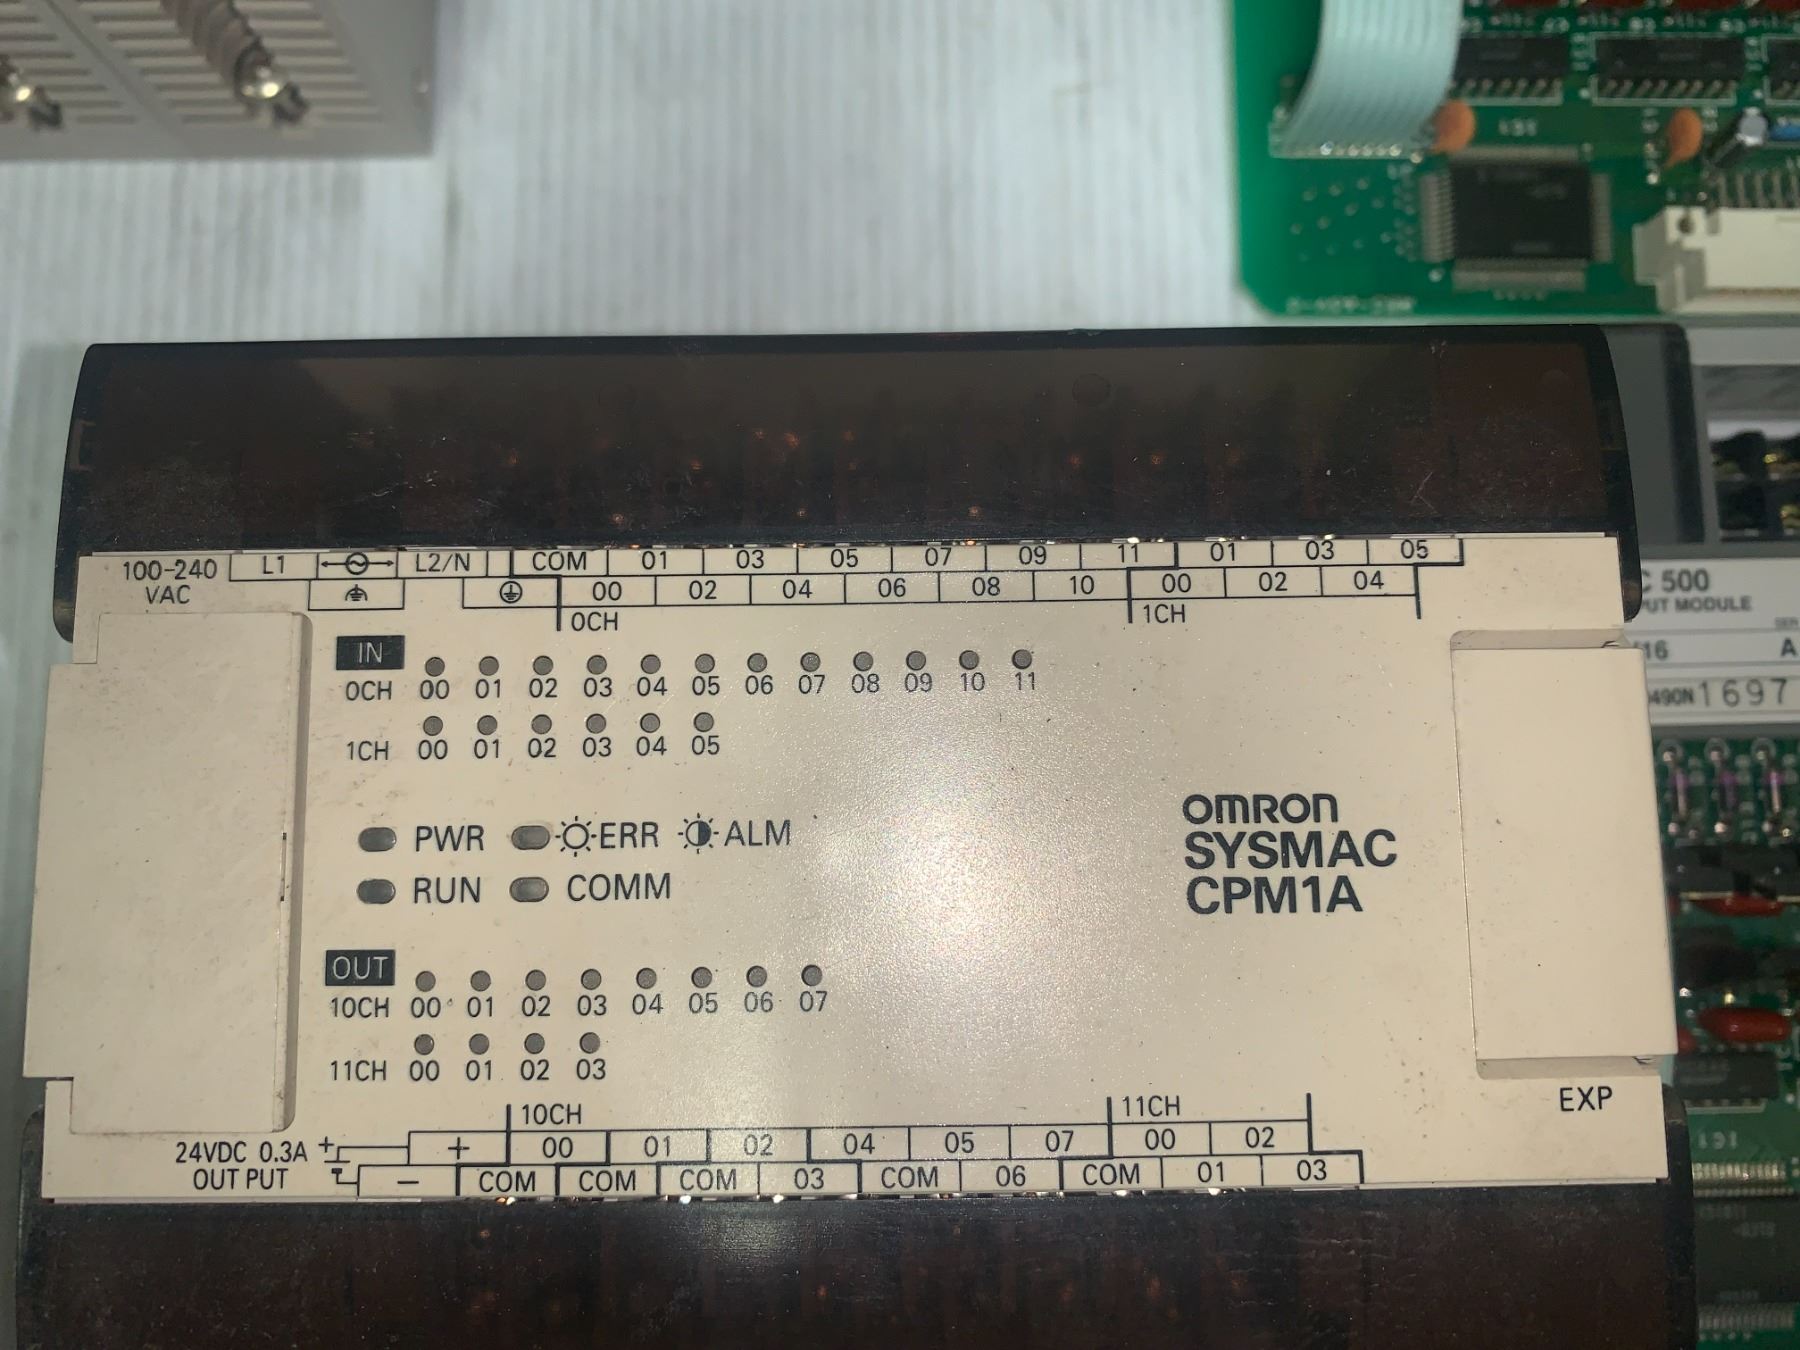 100-240
VAC
L1
L2/N
COM 01 03 05 07 09 11 01 03 05
00 02 04 06 08 10 00 02 04
0CH
1CH
IN
0CH 00 01 02 03 04 05 06 07 08 09 10 11
1CH 00 01 02 03 04 05
PWR ERR ALM
RUN COMM
OMRON
SYSMAC
CPM1A
OUT
10CH 00 01 02 03 04 05 06 07
11CH 00 01 02 03
EXP
10CH
11CH
24VDC 0.3A
OUT PUT
+ 00 01 02 04 05 07 00 02
− COM COM COM 03 COM 06 COM 01 03
C 500
PUT MODULE
16 A
490N 1697